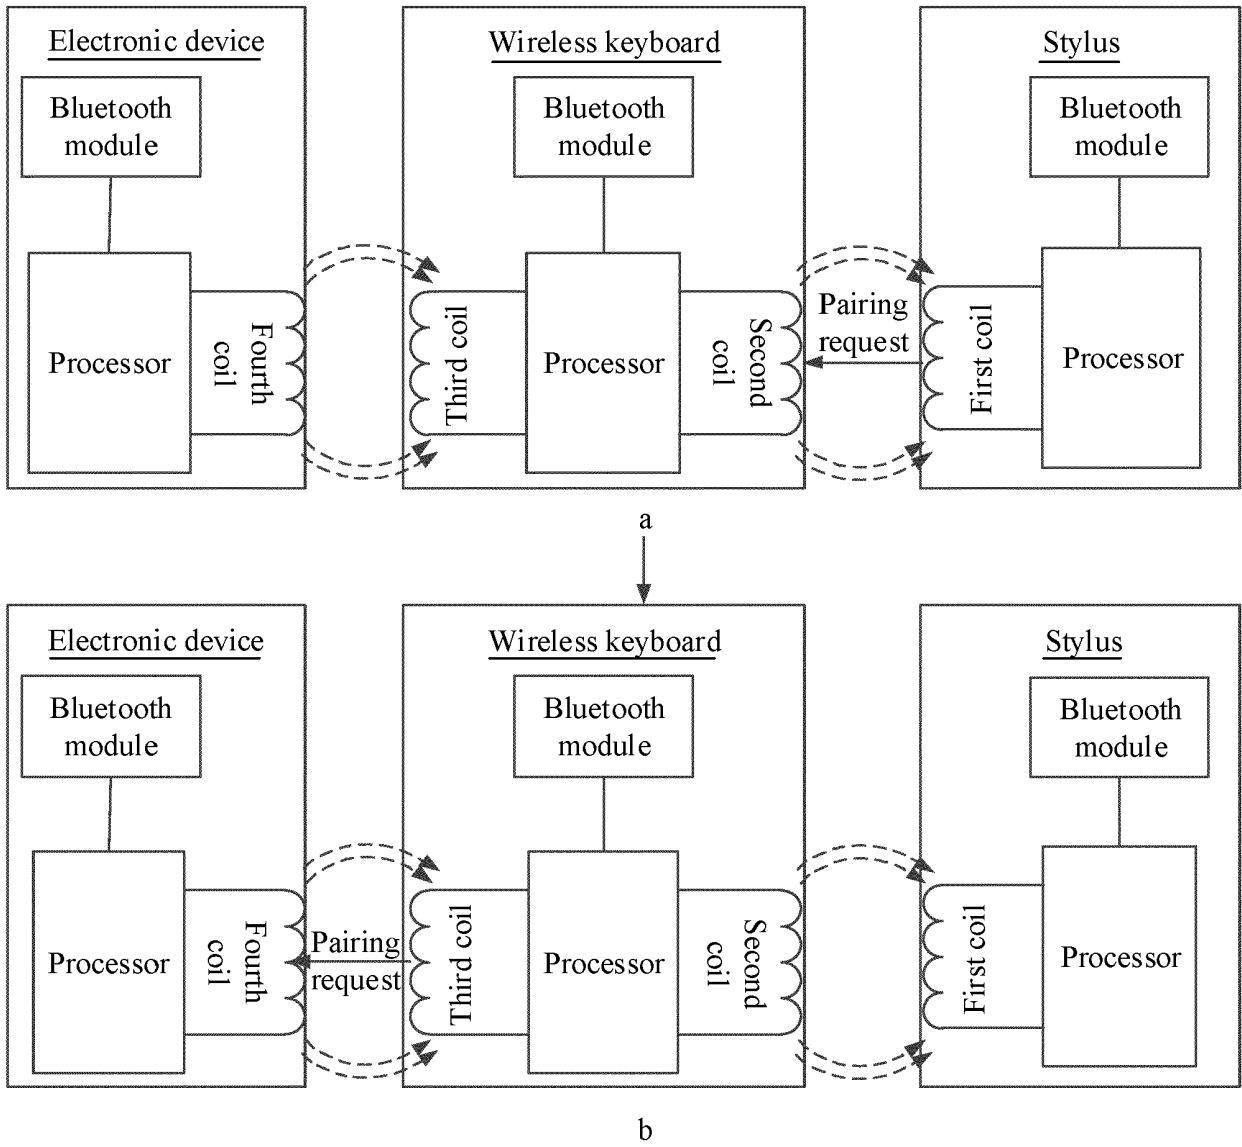 Electronic device
Wireless keyboard
Stylus
Bluetooth
module
Bluetooth
module
Bluetooth
module
Processor
Fourth
coil
Third coil
Processor
Second
coil
Pairing
request
First coil
Processor
a
Electronic device
Wireless keyboard
Stylus
Bluetooth
module
Bluetooth
module
Bluetooth
module
Processor
Fourth
coil
Pairing
request
Third coil
Processor
Second
coil
First coil
Processor
b